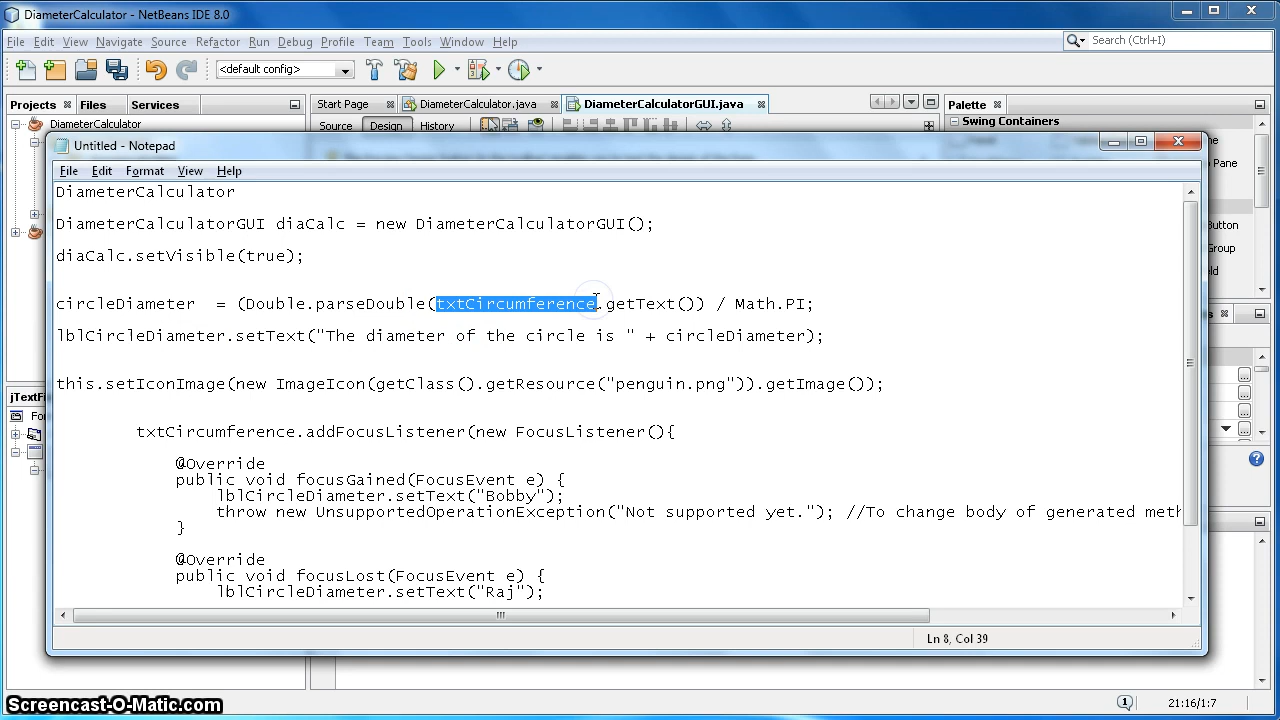 DiameterCalculator - NetBeans IDE 8.0
File Edit View Navigate Source Refactor Run Debug Profile Team Tools Window Help
Search (Ctrl+I)
<default config>
Projects Files Services
Start Page DiameterCalculator.java DiameterCalculatorGUI.java
Palette
DiameterCalculator
Source Design History
Swing Containers
Untitled - Notepad
File Edit Format View Help
DiameterCalculator
DiameterCalculatorGUI diaCalc = new DiameterCalculatorGUI();
diaCalc.setVisible(true);
circleDiameter  = (Double.parseDouble(txtCircumference.getText()) / Math.PI;
lblCircleDiameter.setText("The diameter of the circle is " + circleDiameter);
this.setIconImage(new ImageIcon(getClass().getResource("penguin.png")).getImage());
txtCircumference.addFocusListener(new FocusListener(){
@Override
public void focusGained(FocusEvent e) {
lblCircleDiameter.setText("Bobby");
throw new UnsupportedOperationException("Not supported yet."); //To change body of generated meth
}
@Override
public void focusLost(FocusEvent e) {
lblCircleDiameter.setText("Raj");
Ln 8, Col 39
Pane
Button
Group
jTextFi
Screencast-O-Matic.com
1
21:16/1:7